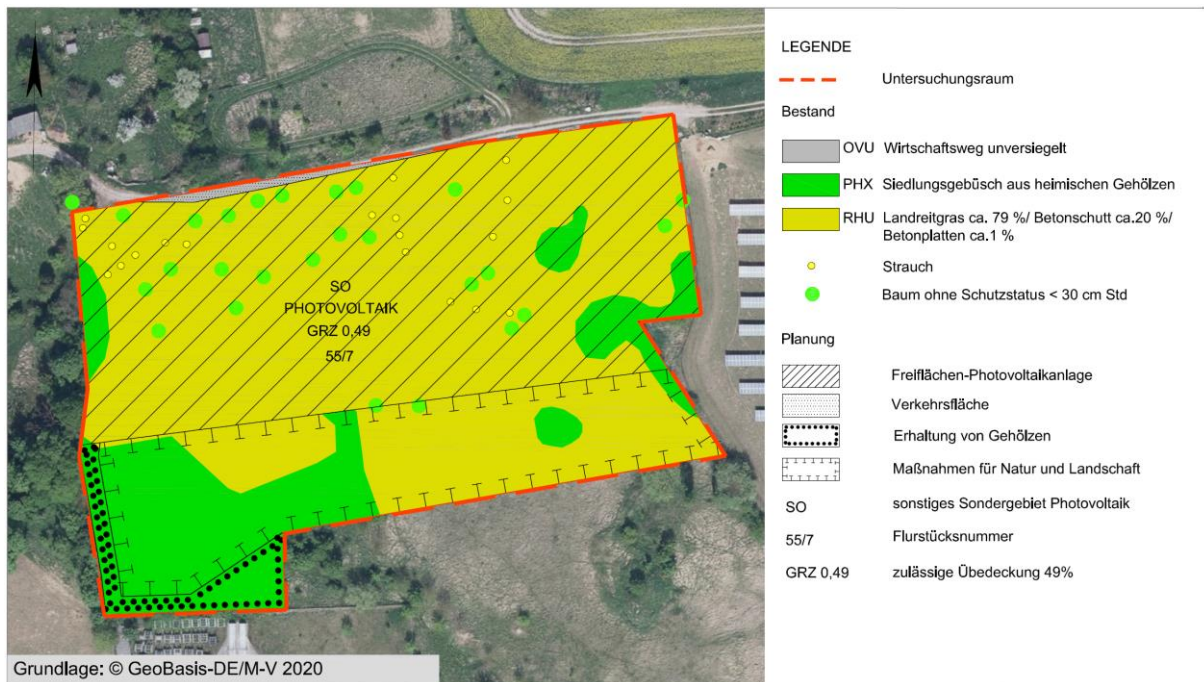 SO
PHOTOVOLTAIK
GRZ 0,49
55/7
Grundlage: © GeoBasis-DE/M-V 2020
LEGENDE
Untersuchungsraum
Bestand
OVU Wirtschaftsweg unversiegelt
PHX Siedlungsgebüsch aus heimischen Gehölzen
RHU Landreitgras ca. 79 %/ Betonschutt ca.20 %/
Betonplatten ca.1 %
Strauch
Baum ohne Schutzstatus < 30 cm Std
Planung
Freiflächen-Photovoltaikanlage
Verkehrsfläche
Erhaltung von Gehölzen
Maßnahmen für Natur und Landschaft
SO sonstiges Sondergebiet Photovoltaik
55/7 Flurstücksnummer
GRZ 0,49 zulässige Übedeckung 49%